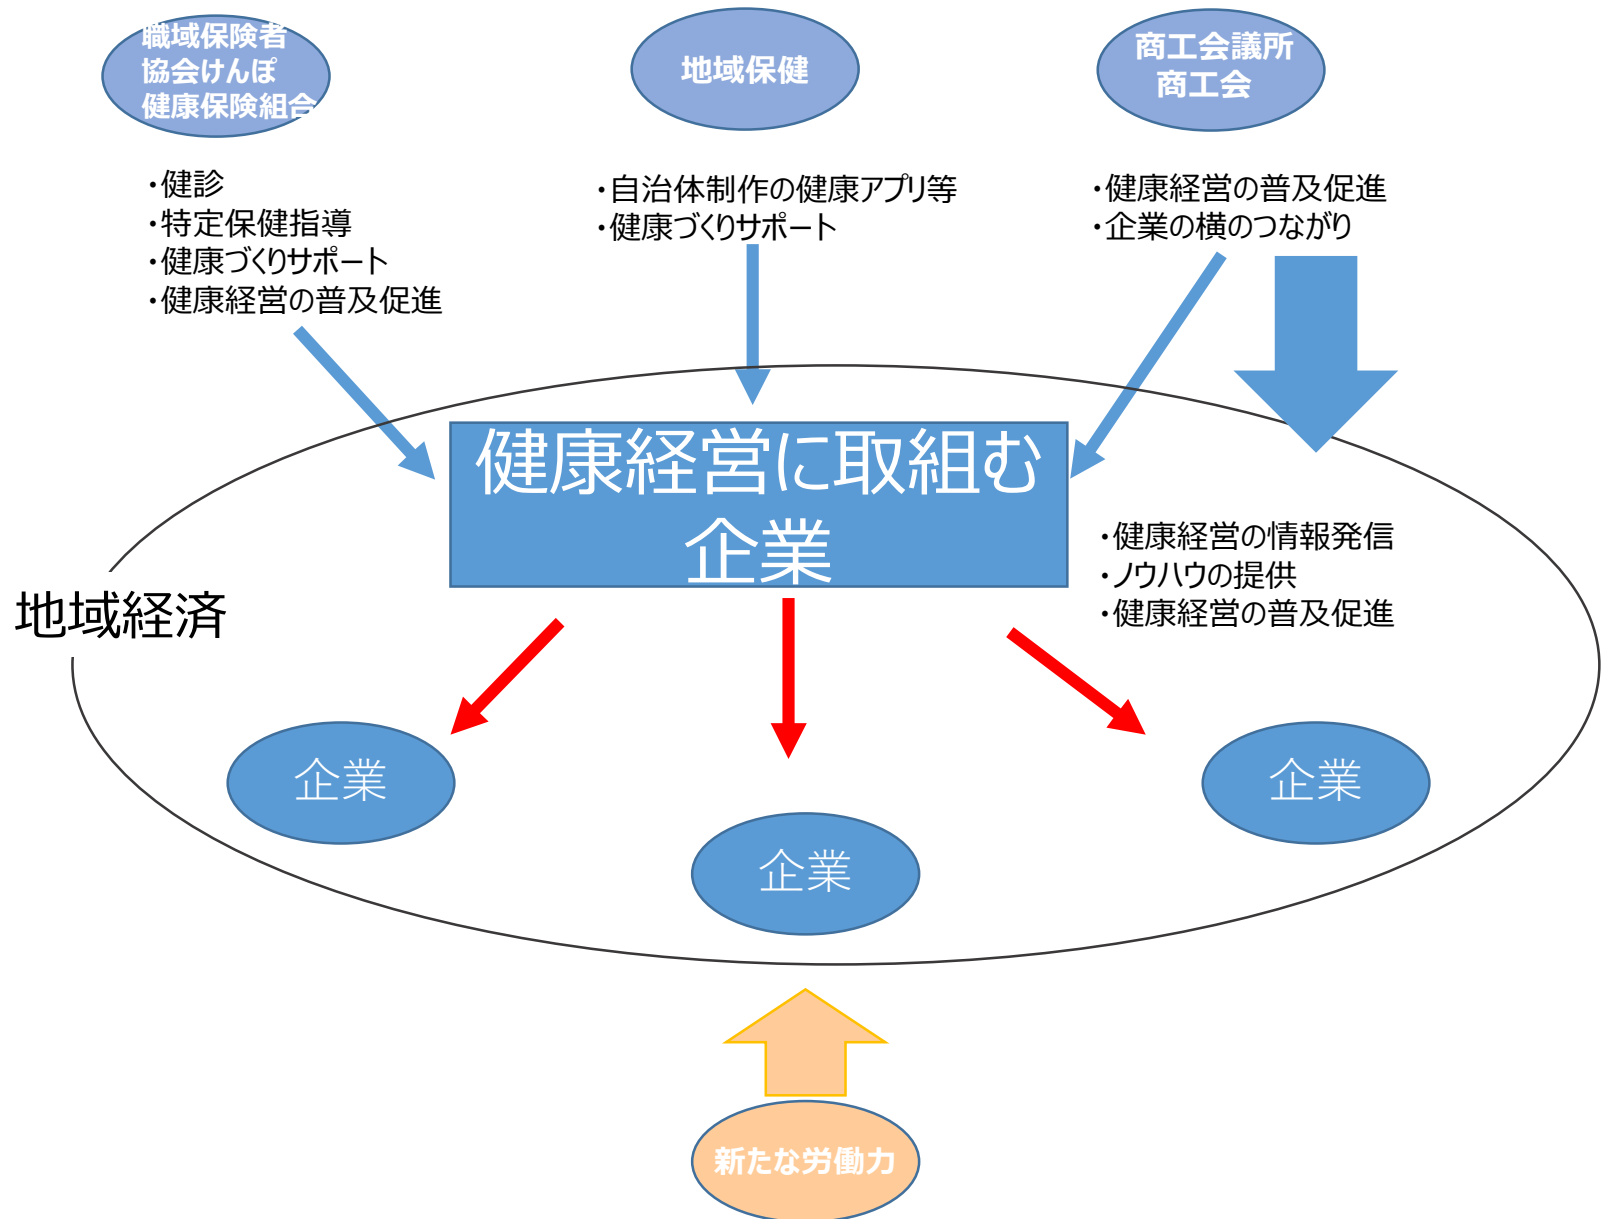 職域保険者
協会けんぽ
健康保険組合
地域保健
商工会議所
商工会
・健診
・特定保健指導
・健康づくりサポート
・健康経営の普及促進
・自治体制作の健康アプリ等
・健康づくりサポート
・健康経営の普及促進
・企業の横のつながり
健康経営に取組む
企業
・健康経営の情報発信
・ノウハウの提供
・健康経営の普及促進
地域経済
企業
企業
企業
新たな労働力